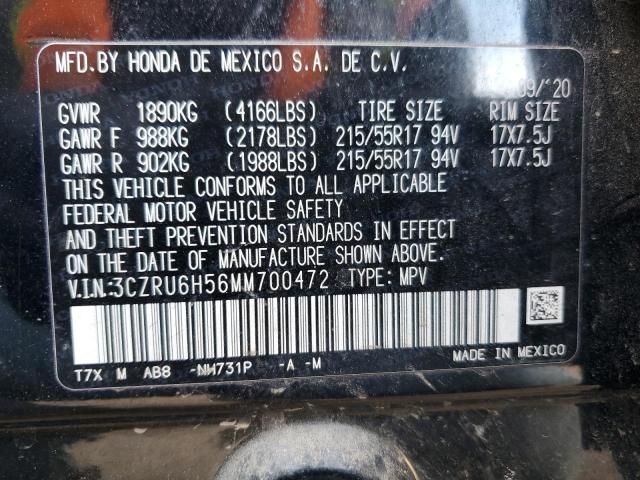 MFD.BY HONDA DE MEXICO S.A. DE C.V.
09/'20
GVWR 1890KG (4166LBS) TIRE SIZE RIM SIZE
GAWR F 988KG (2178LBS) 215/55R17 94V 17X7.5J
GAWR R 902KG (1988LBS) 215/55R17 94V 17X7.5J
THIS VEHICLE CONFORMS TO ALL APPLICABLE
FEDERAL MOTOR VEHICLE SAFETY
AND THEFT PREVENTION STANDARDS IN EFFECT
ON THE DATE OF MANUFACTURE SHOWN ABOVE.
V.I.N.:3CZRU6H56MM700472 TYPE: MPV
T7X M AB8 -NH731P -A -M
MADE IN MEXICO